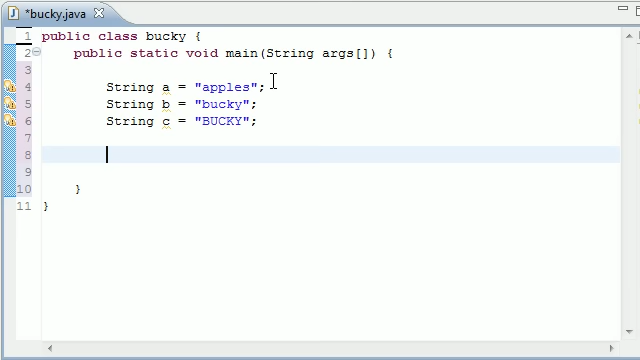 *bucky.java
1 public class bucky {
2 public static void main(String args[]) {
3
4 String a = "apples";
5 String b = "bucky";
6 String c = "BUCKY";
7
8
9
10 }
11 }